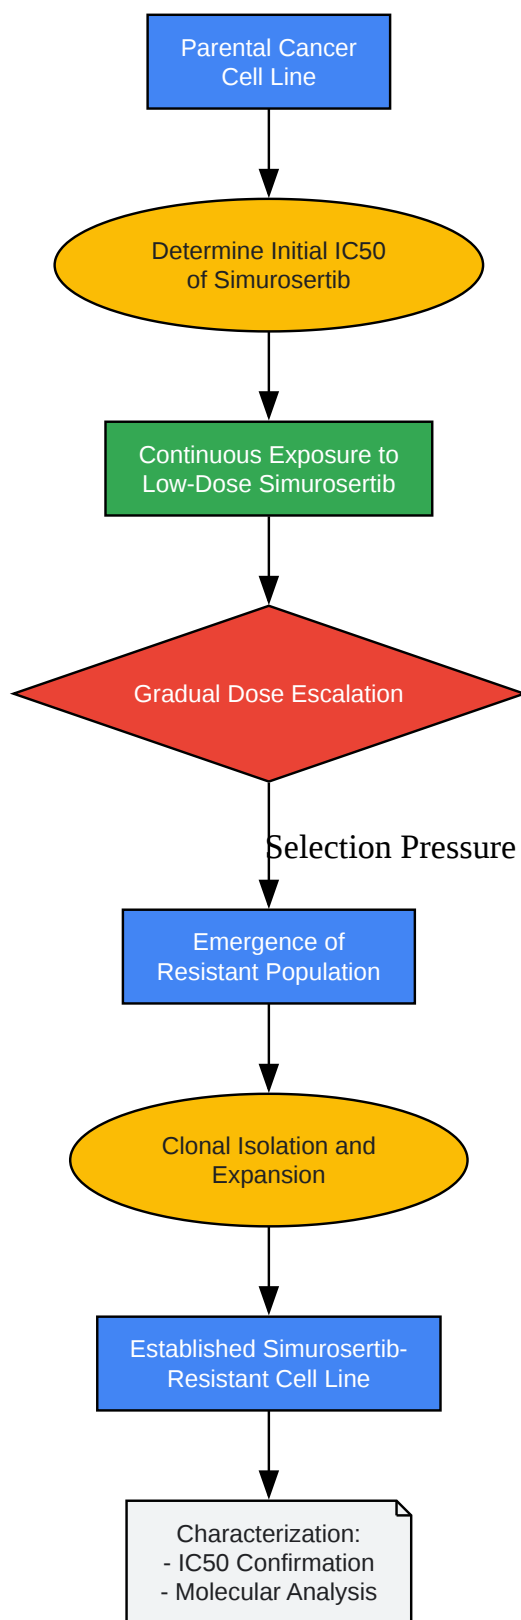 Parental Cancer
Cell Line
Determine Initial IC50
of Simurosertib
Continuous Exposure to
Low-Dose Simurosertib
Gradual Dose Escalation
Selection Pressure
Emergence of
Resistant Population
Clonal Isolation and
Expansion
Established Simurosertib-
Resistant Cell Line
Characterization:
- IC50 Confirmation
- Molecular Analysis